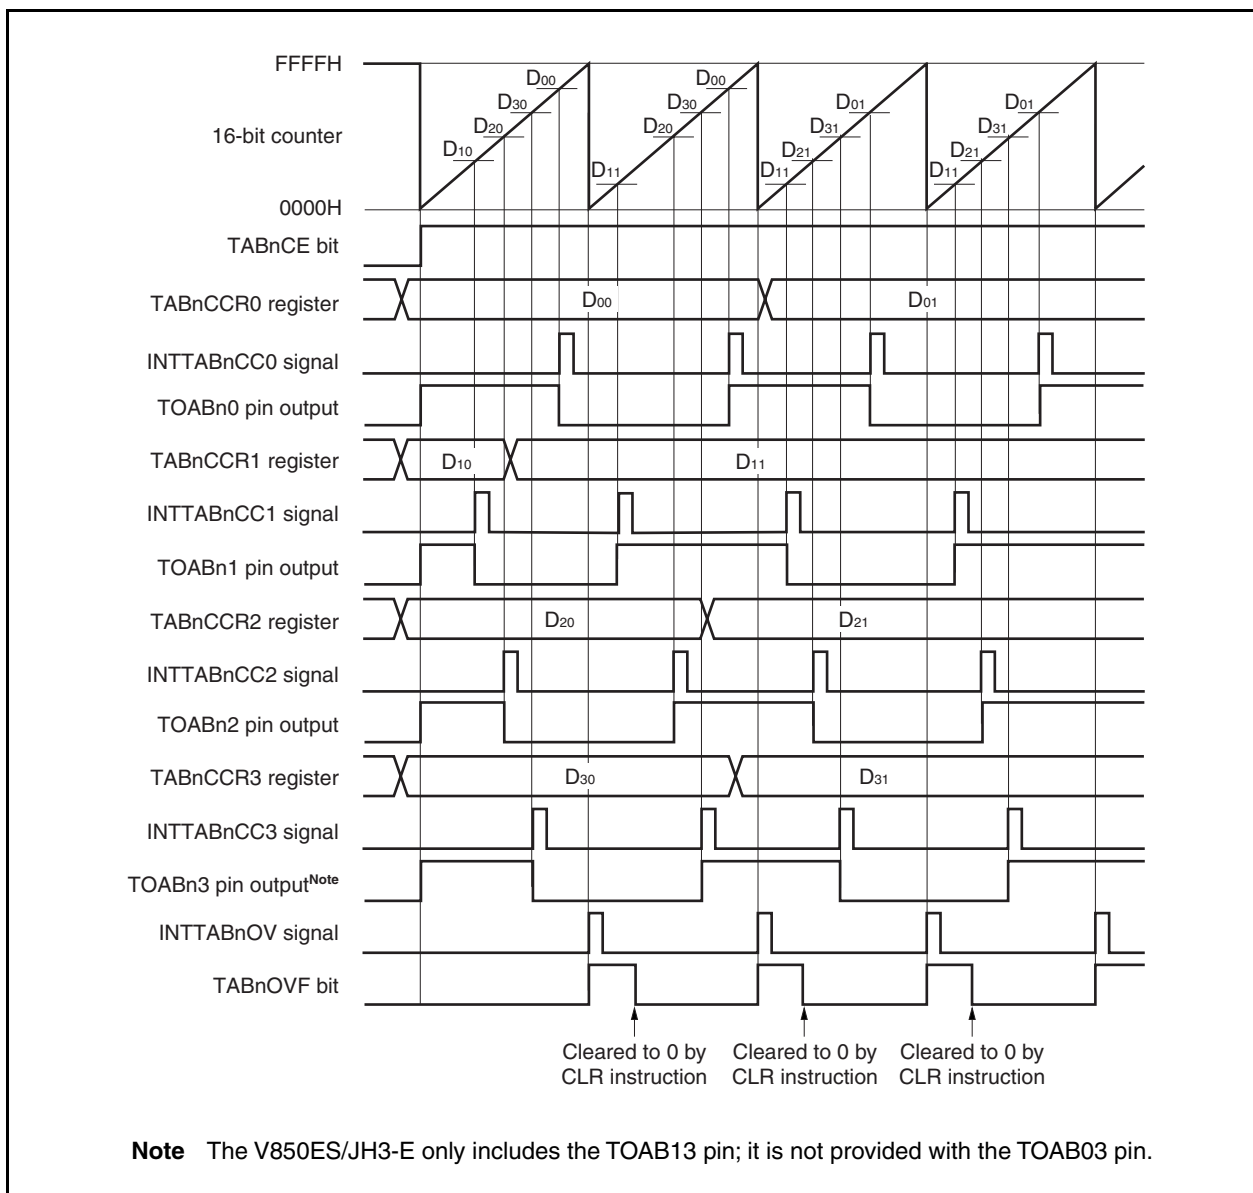 FFFFH
16-bit counter
0000H
D10
D20
D30
D00
D11
D20
D30
D00
D11
D21
D31
D01
D11
D21
D31
D01
TABnCE bit
TABnCCR0 register
D00
D01
INTTABnCC0 signal
TOABn0 pin output
TABnCCR1 register
D10
D11
INTTABnCC1 signal
TOABn1 pin output
TABnCCR2 register
D20
D21
INTTABnCC2 signal
TOABn2 pin output
TABnCCR3 register
D30
D31
INTTABnCC3 signal
TOABn3 pin outputNote
INTTABnOV signal
TABnOVF bit
Cleared to 0 by
CLR instruction
Cleared to 0 by
CLR instruction
Cleared to 0 by
CLR instruction
Note The V850ES/JH3-E only includes the TOAB13 pin; it is not provided with the TOAB03 pin.